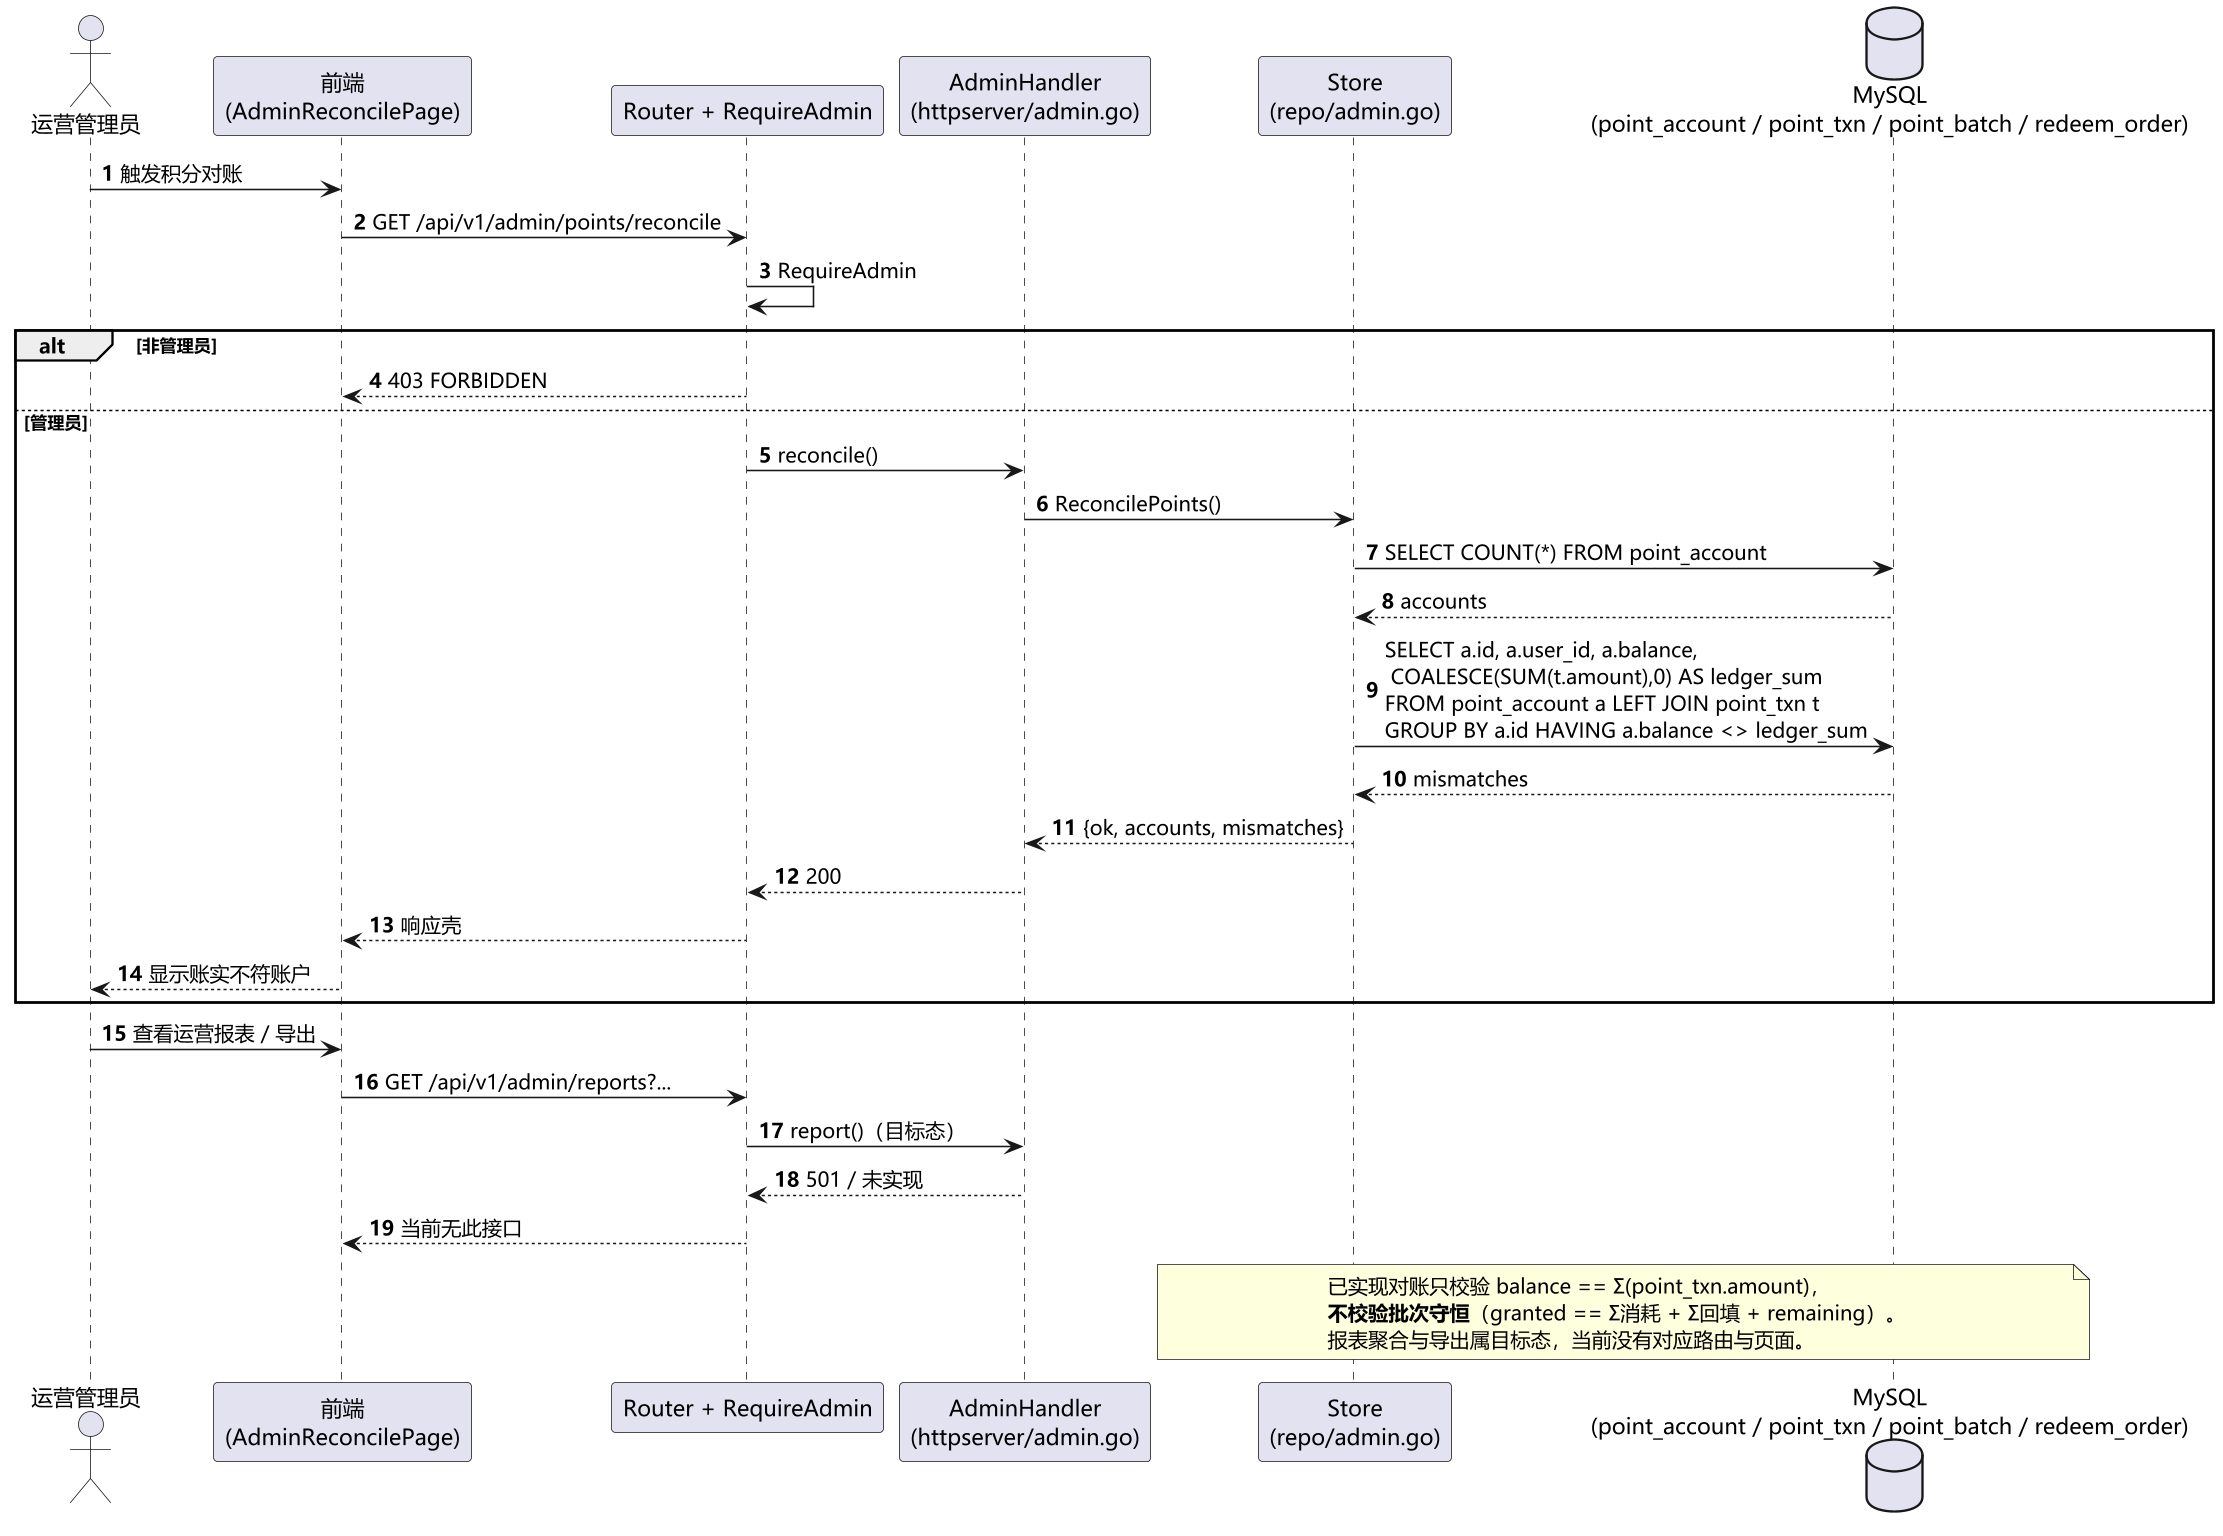 运营管理员
前端
(AdminReconcilePage)
Router + RequireAdmin
AdminHandler
(httpserver/admin.go)
Store
(repo/admin.go)
MySQL
(point_account / point_txn / point_batch / redeem_order)
1 触发积分对账
2 GET /api/v1/admin/points/reconcile
3 RequireAdmin
alt [非管理员]
4 403 FORBIDDEN
[管理员]
5 reconcile()
6 ReconcilePoints()
7 SELECT COUNT(*) FROM point_account
8 accounts
9 SELECT a.id, a.user_id, a.balance,
COALESCE(SUM(t.amount),0) AS ledger_sum
FROM point_account a LEFT JOIN point_txn t
GROUP BY a.id HAVING a.balance <> ledger_sum
10 mismatches
11 {ok, accounts, mismatches}
12 200
13 响应壳
14 显示账实不符账户
15 查看运营报表 / 导出
16 GET /api/v1/admin/reports?...
17 report()（目标态）
18 501 / 未实现
19 当前无此接口
已实现对账只校验 balance == Σ(point_txn.amount)，
不校验批次守恒（granted == Σ消耗 + Σ回填 + remaining）。
报表聚合与导出属目标态，当前没有对应路由与页面。
运营管理员
前端
(AdminReconcilePage)
Router + RequireAdmin
AdminHandler
(httpserver/admin.go)
Store
(repo/admin.go)
MySQL
(point_account / point_txn / point_batch / redeem_order)